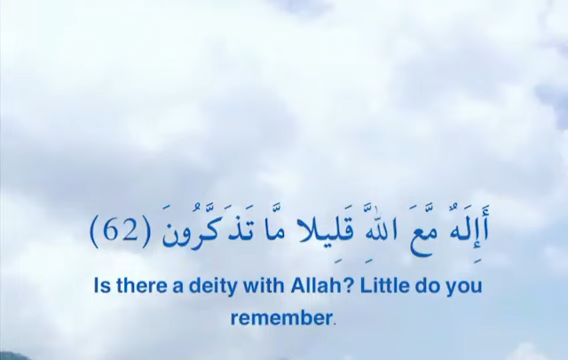 أَإِلَهٌ مَّعَ اللَّهِ قَلِيلا مَّا تَذَكَّرُونَ (62)
Is there a deity with Allah? Little do you
remember.